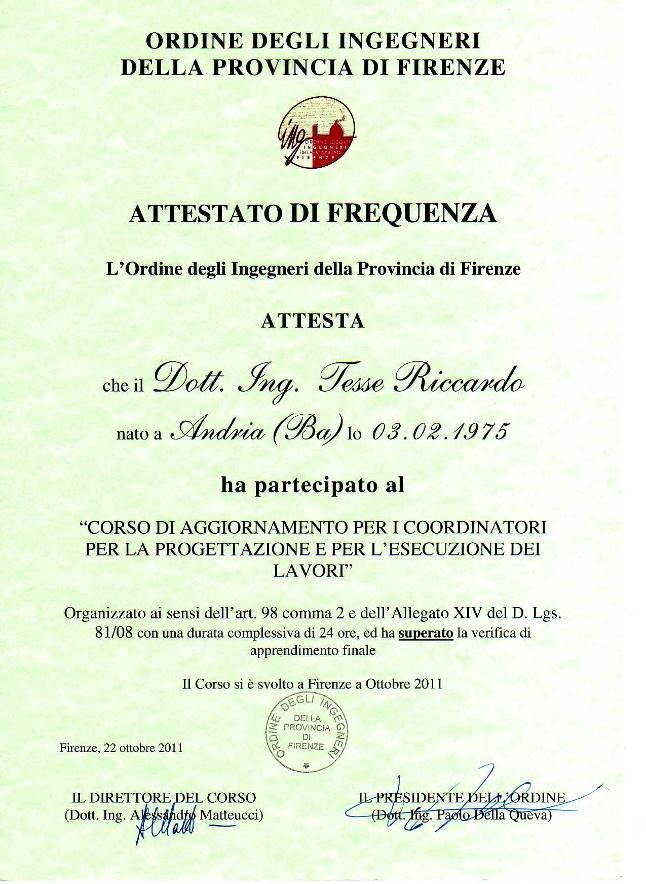 ORDINE DEGLI INGEGNERI
DELLA PROVINCIA DI FIRENZE
ing
ORDINE DEGLI
INGEGNERI
FIRENZE
ATTESTATO DI FREQUENZA
L'Ordine degli Ingegneri della Provincia di Firenze
ATTESTA
che il Dott. Ing. Tesse Riccardo
nato a Andria (Ba) lo 03.02.1975
ha partecipato al
“CORSO DI AGGIORNAMENTO PER I COORDINATORI
PER LA PROGETTAZIONE E PER L'ESECUZIONE DEI
LAVORI”
Organizzato ai sensi dell'art. 98 comma 2 e dell'Allegato XIV del D. Lgs.
81/08 con una durata complessiva di 24 ore, ed ha superato la verifica di
apprendimento finale
Il Corso si è svolto a Firenze a Ottobre 2011
ORDINE DEGLI INGEGNERI
DELLA
PROVINCIA
DI
FIRENZE
Firenze, 22 ottobre 2011
IL DIRETTORE DEL CORSO
(Dott. Ing. Alessandro Matteucci)
IL PRESIDENTE DELL'ORDINE
(Dott. Ing. Paolo Della Queva)